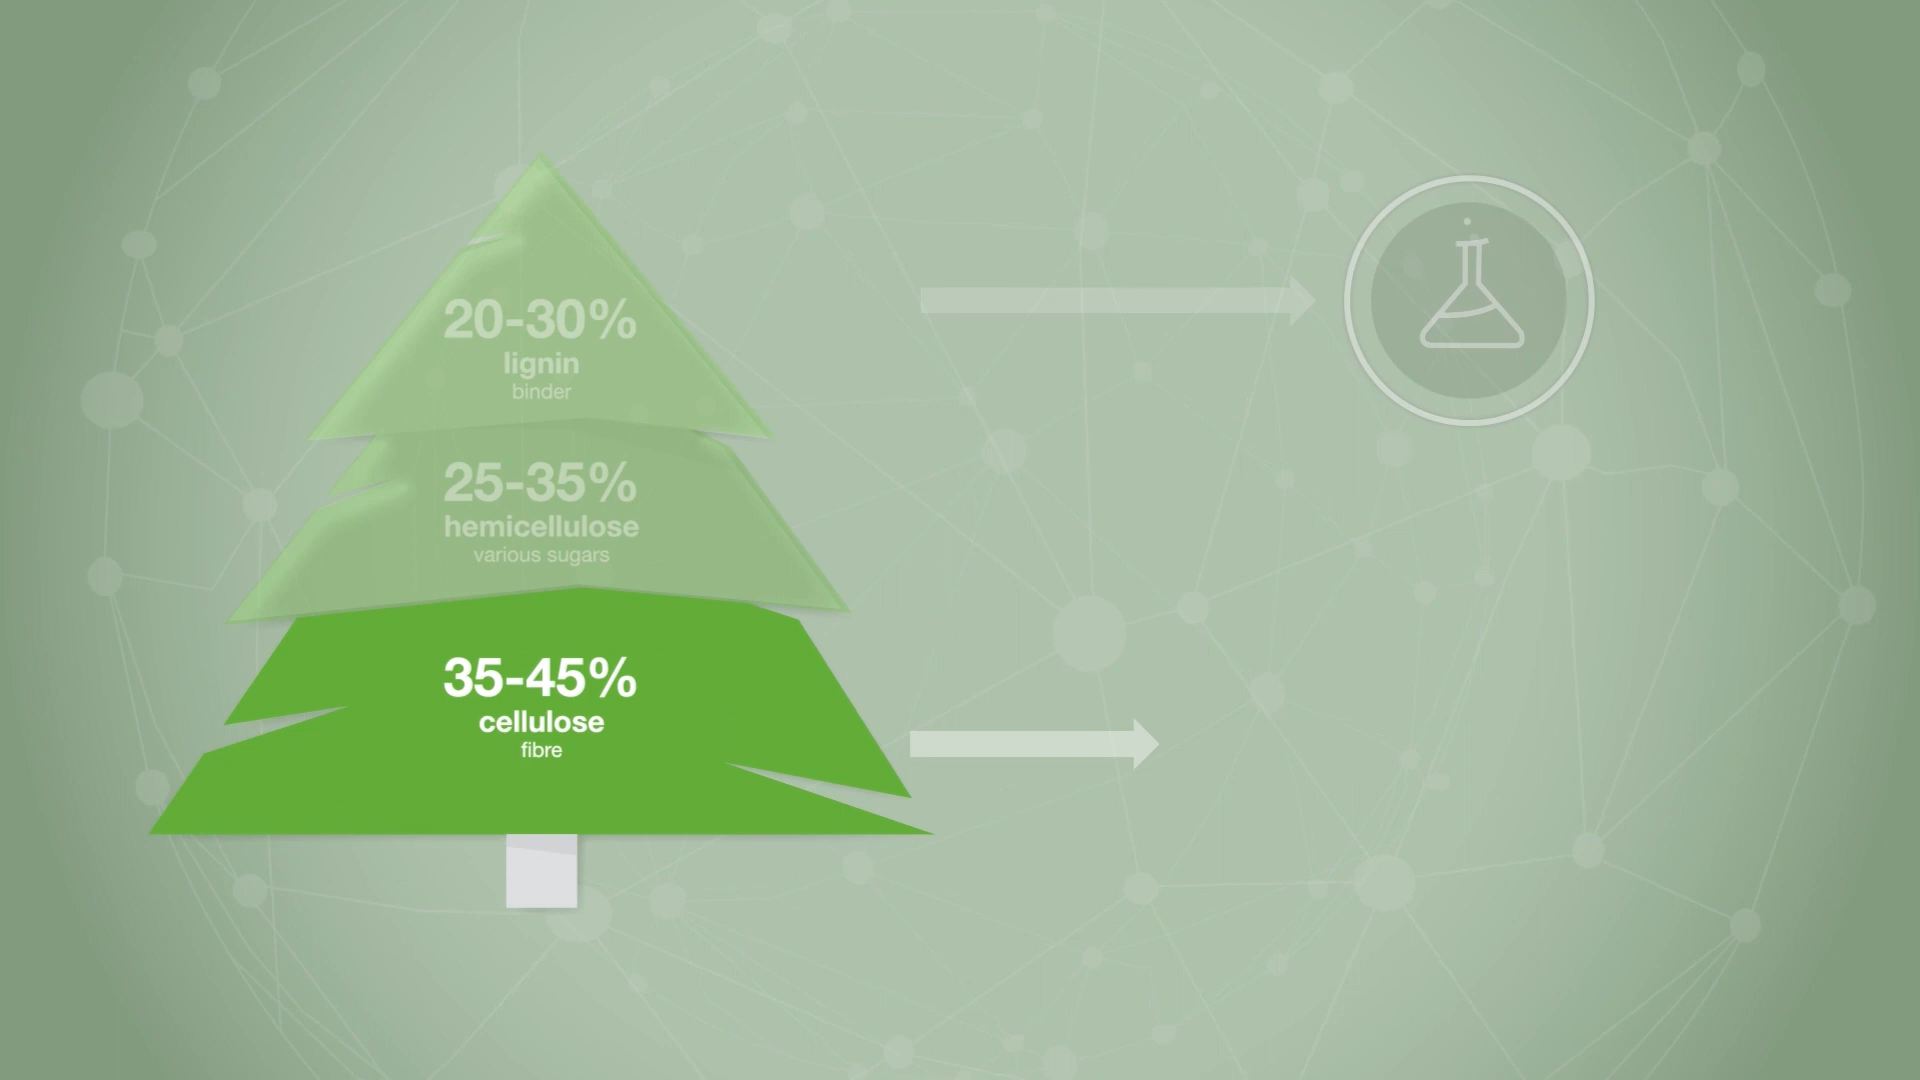 20-30%
lignin
binder
25-35%
hemicellulose
various sugars
35-45%
cellulose
fibre